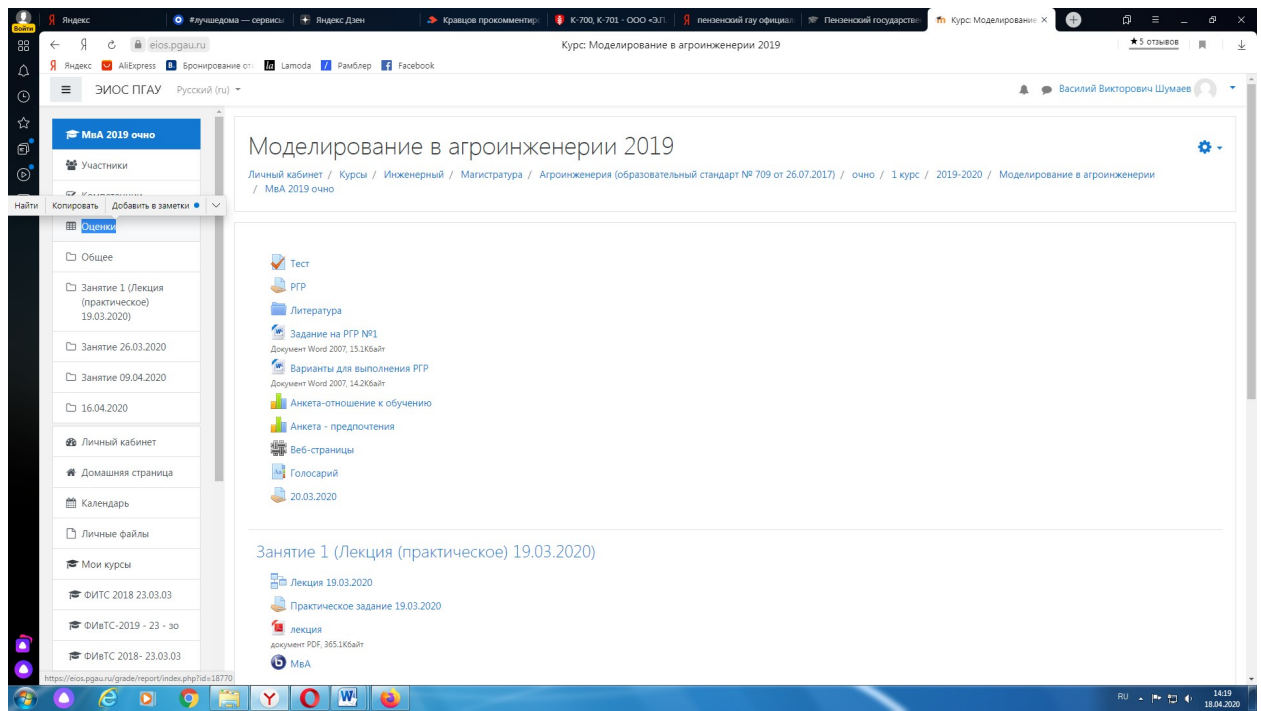 Войти
Яндекс
#лучшедома — сервисы
Яндекс.Дзен
Кравцов прокомментиро
К-700, К-701 - ООО «Э.П.
пензенский гау официал
Пензенский государстве
Курс: Моделирование
eios.pgau.ru
Курс: Моделирование в агроинженерии 2019
★5 отзывов
Яндекс
AliExpress
Бронирование от
Lamoda
Рамблер
Facebook
ЭИОС ПГАУ
Русский (ru)
Василий Викторович Шумаев
МвА 2019 очно
Участники
Компетенции
Найти
Копировать
Добавить в заметки
Оценки
Общее
Занятие 1 (Лекция
(практическое)
19.03.2020)
Занятие 26.03.2020
Занятие 09.04.2020
16.04.2020
Личный кабинет
Домашняя страница
Календарь
Личные файлы
Мои курсы
ФИТС 2018 23.03.03
ФИвТС-2019 - 23 - зо
ФИвТС 2018- 23.03.03
Моделирование в агроинженерии 2019
Личный кабинет / Курсы / Инженерный / Магистратура / Агроинженерия (образовательный стандарт № 709 от 26.07.2017) / очно / 1 курс / 2019-2020 / Моделирование в агроинженерии
/ МвА 2019 очно
Тест
РГР
Литература
Задание на РГР №1
Документ Word 2007, 15.1Кбайт
Варианты для выполнения РГР
Документ Word 2007, 14.2Кбайт
Анкета-отношение к обучению
Анкета - предпочтения
Веб-страницы
Голосарий
20.03.2020
Занятие 1 (Лекция (практическое) 19.03.2020)
Лекция 19.03.2020
Практическое задание 19.03.2020
лекция
документ PDF, 365.1Кбайт
МвА
https://eios.pgau.ru/grade/report/index.php?id=18770
RU
14:19
18.04.2020